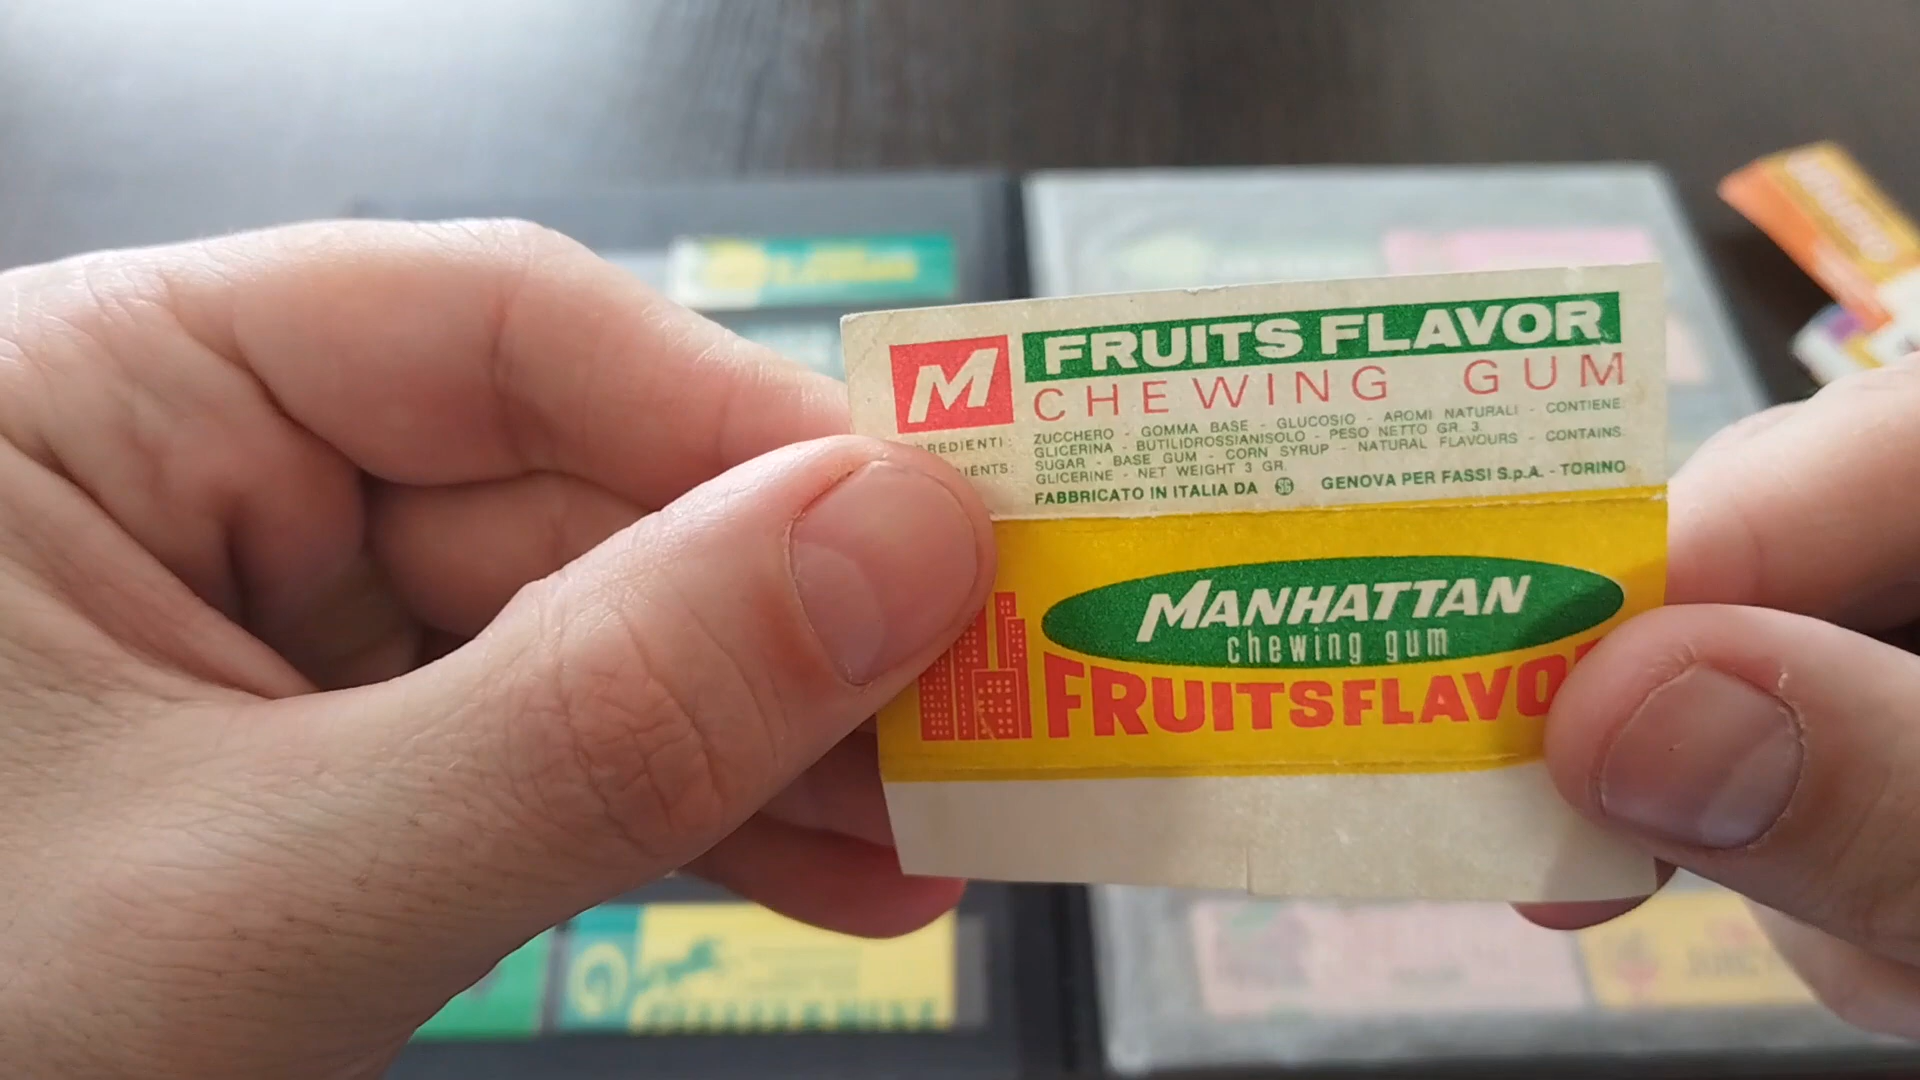 M
FRUITS FLAVOR
CHEWING GUM
ZUCCHERO - GOMMA BASE - GLUCOSIO - AROMI NATURALI - CONTIENE:
REDIENTI: GLICERINA - BUTILIDROSSIANISOLO - PESO NETTO GR. 3.
SUGAR - BASE GUM - CORN SYRUP - NATURAL FLAVOURS - CONTAINS:
IENTS: GLICERINE - NET WEIGHT 3 GR.
FABBRICATO IN ITALIA DA SG GENOVA PER FASSI S.p.A. - TORINO
MANHATTAN
chewing gum
FRUITSFLAVO